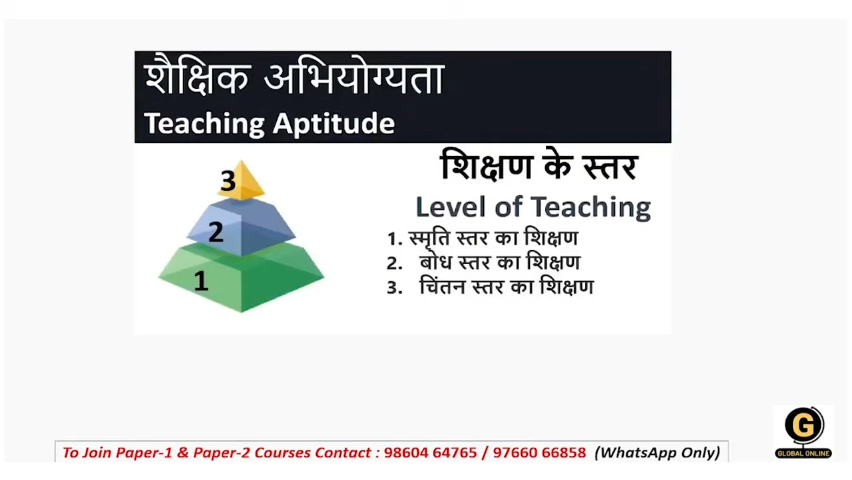 शैक्षिक अभियोग्यता
Teaching Aptitude
शिक्षण के स्तर
Level of Teaching
1. स्मृति स्तर का शिक्षण
2. बोध स्तर का शिक्षण
3. चिंतन स्तर का शिक्षण
3
2
1
G
GLOBAL ONLINE
To Join Paper-1 & Paper-2 Courses Contact : 98604 64765 / 97660 66858 (WhatsApp Only)